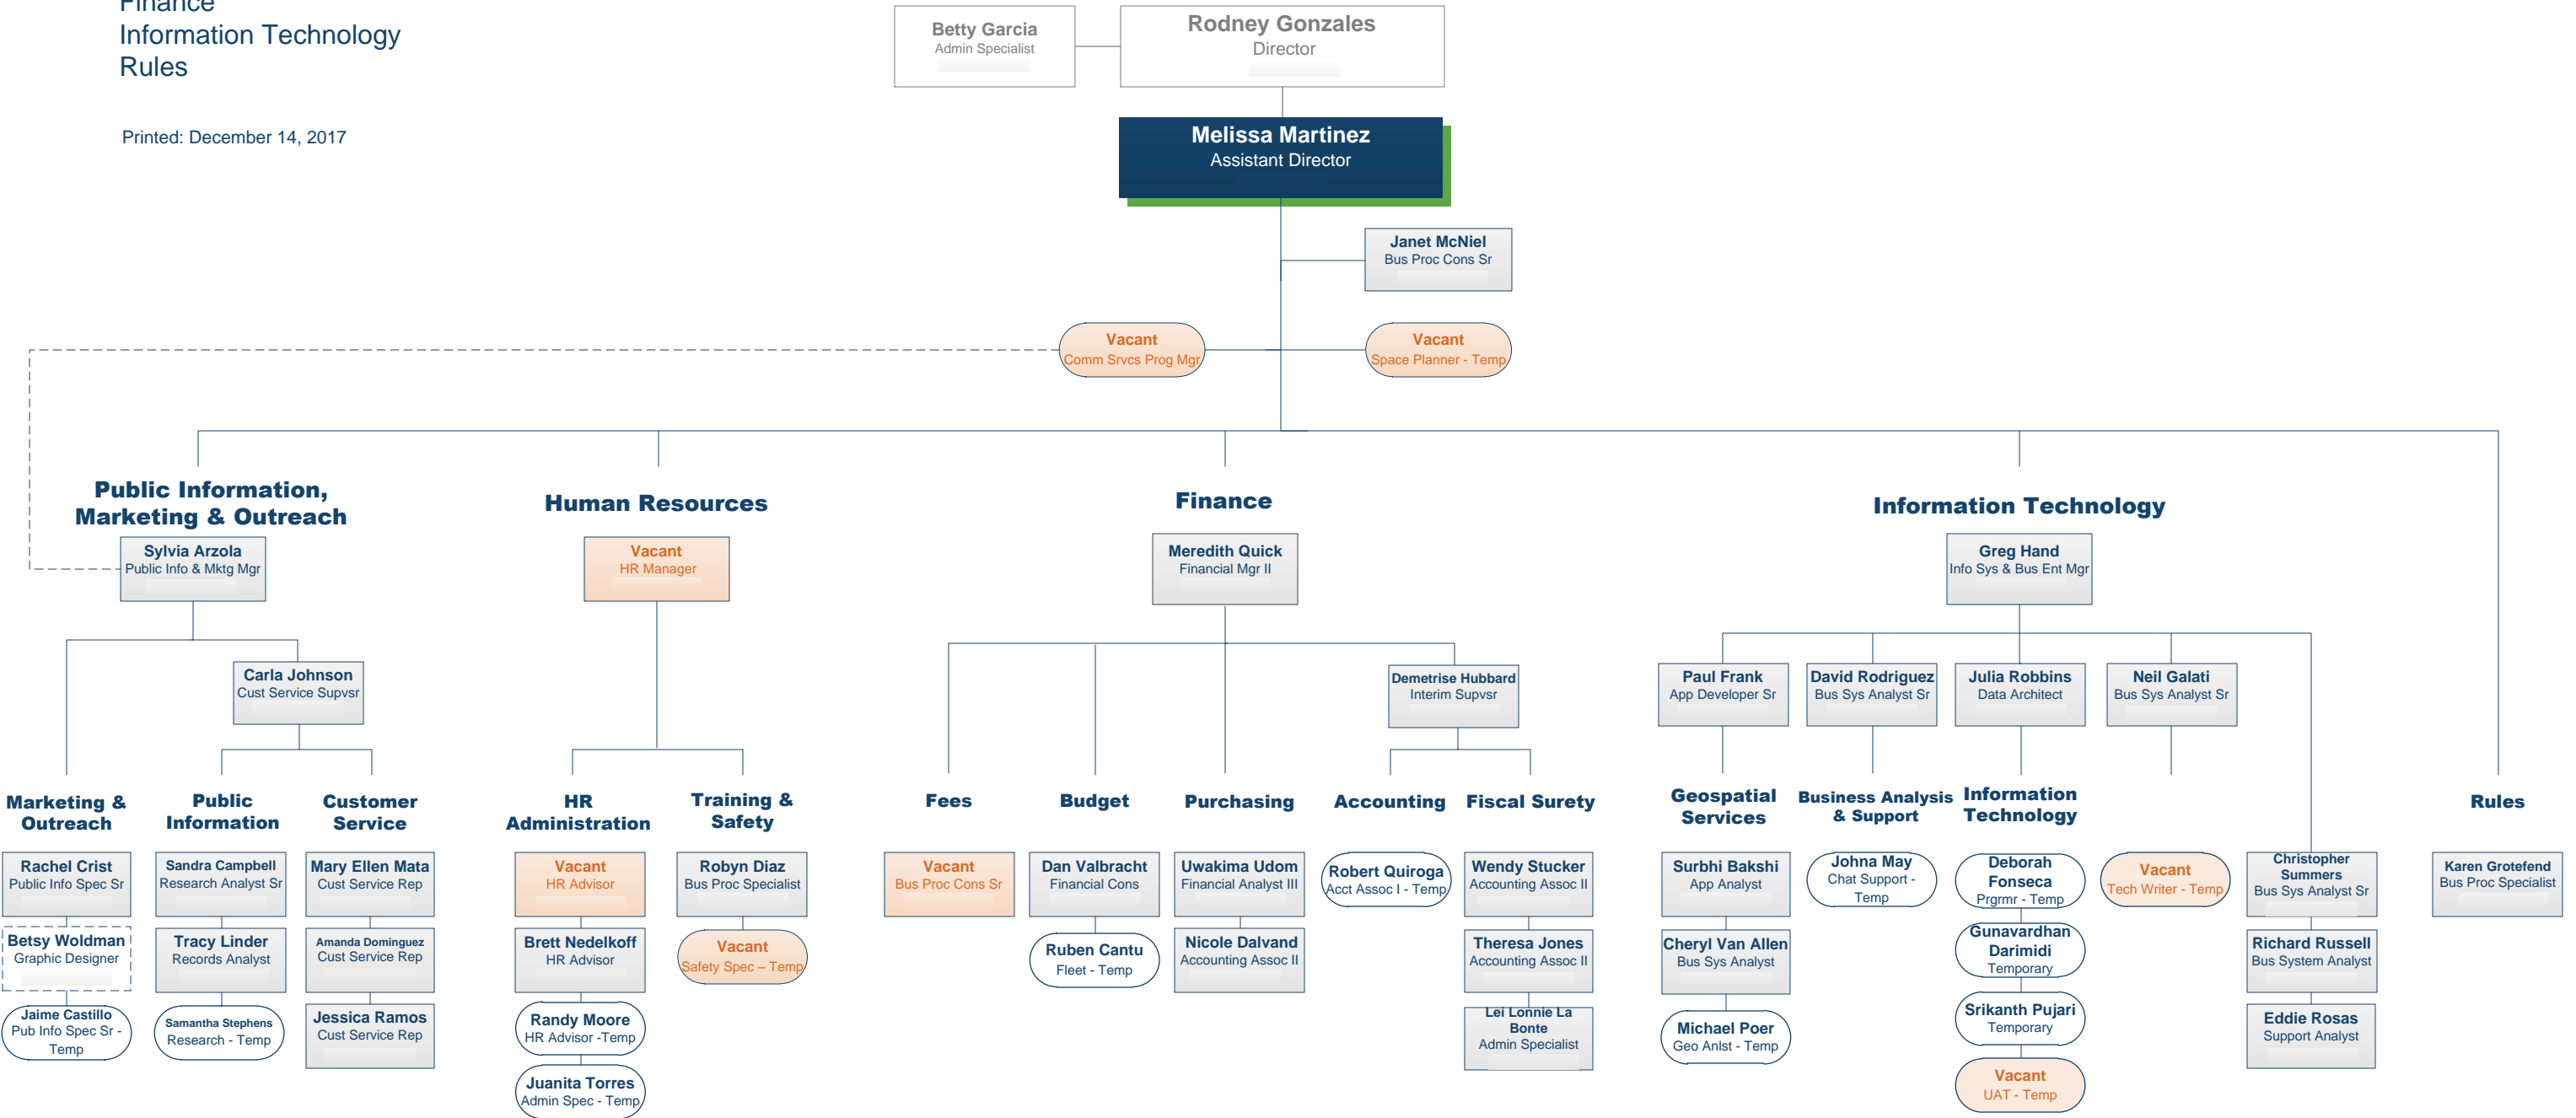 Finance
Information Technology
Rules
Printed: December 14, 2017
Betty Garcia
Admin Specialist
Rodney Gonzales
Director
Melissa Martinez
Assistant Director
Janet McNiel
Bus Proc Cons Sr
Vacant
Comm Srvcs Prog Mgr
Vacant
Space Planner - Temp
Public Information,
Marketing & Outreach
Sylvia Arzola
Public Info & Mktg Mgr
Carla Johnson
Cust Service Supvsr
Marketing &
Outreach
Rachel Crist
Public Info Spec Sr
Betsy Woldman
Graphic Designer
Jaime Castillo
Pub Info Spec Sr -
Temp
Public
Information
Sandra Campbell
Research Analyst Sr
Tracy Linder
Records Analyst
Samantha Stephens
Research - Temp
Customer
Service
Mary Ellen Mata
Cust Service Rep
Amanda Dominguez
Cust Service Rep
Jessica Ramos
Cust Service Rep
Human Resources
Vacant
HR Manager
HR
Administration
Vacant
HR Advisor
Brett Nedelkoff
HR Advisor
Randy Moore
HR Advisor -Temp
Juanita Torres
Admin Spec - Temp
Training &
Safety
Robyn Diaz
Bus Proc Specialist
Vacant
Safety Spec – Temp
Finance
Meredith Quick
Financial Mgr II
Demetrise Hubbard
Interim Supvsr
Fees
Vacant
Bus Proc Cons Sr
Budget
Dan Valbracht
Financial Cons
Ruben Cantu
Fleet - Temp
Purchasing
Uwakima Udom
Financial Analyst III
Nicole Dalvand
Accounting Assoc II
Accounting
Robert Quiroga
Acct Assoc I - Temp
Fiscal Surety
Wendy Stucker
Accounting Assoc II
Theresa Jones
Accounting Assoc II
Lei Lonnie La
Bonte
Admin Specialist
Information Technology
Greg Hand
Info Sys & Bus Ent Mgr
Paul Frank
App Developer Sr
David Rodriguez
Bus Sys Analyst Sr
Julia Robbins
Data Architect
Neil Galati
Bus Sys Analyst Sr
Geospatial
Services
Surbhi Bakshi
App Analyst
Cheryl Van Allen
Bus Sys Analyst
Michael Poer
Geo Anlst - Temp
Business Analysis
& Support
Johna May
Chat Support -
Temp
Information
Technology
Deborah
Fonseca
Prgrmr - Temp
Gunavardhan
Darimidi
Temporary
Srikanth Pujari
Temporary
Vacant
UAT - Temp
Vacant
Tech Writer - Temp
Christopher
Summers
Bus Sys Analyst Sr
Richard Russell
Bus System Analyst
Eddie Rosas
Support Analyst
Rules
Karen Grotefend
Bus Proc Specialist